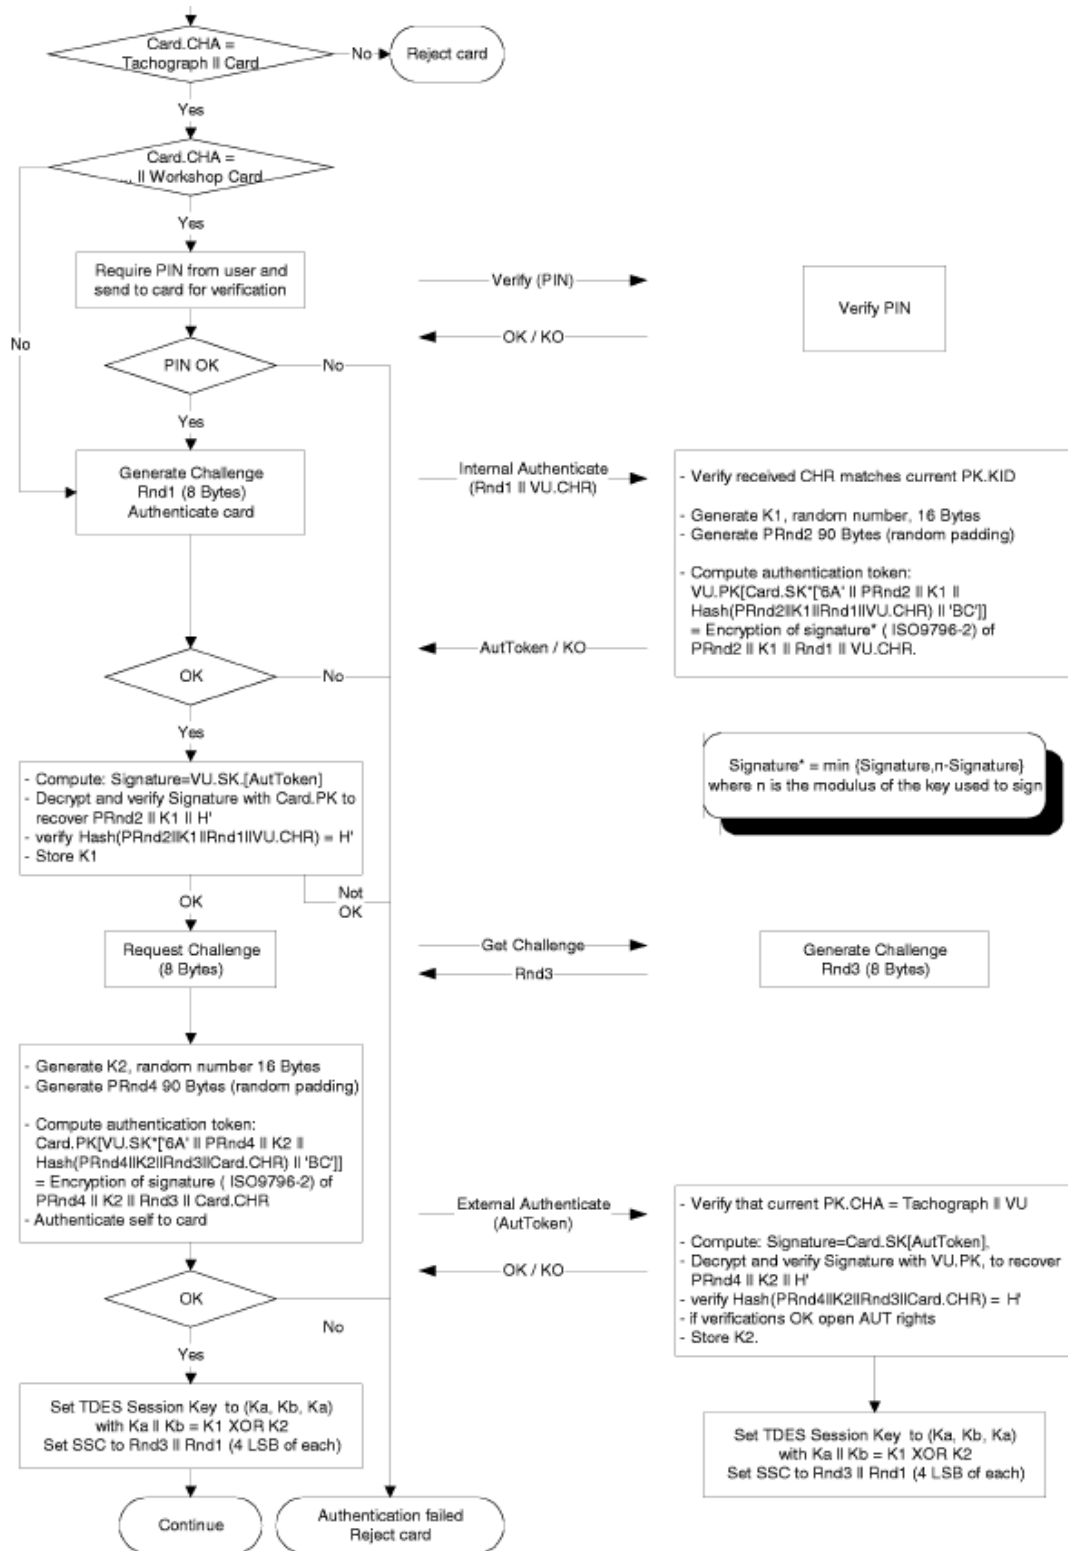 Card.CHA =
Tachograph II Card
No
Reject card
Yes
Card.CHA =
... II Workshop Card
Yes
Require PIN from user and
send to card for verification
Verify (PIN)
Verify PIN
OK / KO
No
PIN OK
No
Yes
Generate Challenge
Rnd1 (8 Bytes)
Authenticate card
Internal Authenticate
(Rnd1 II VU.CHR)
- Verify received CHR matches current PK.KID
- Generate K1, random number, 16 Bytes
- Generate PRnd2 90 Bytes (random padding)
- Compute authentication token:
VU.PK[Card.SK*['6A' II PRnd2 II K1 II
Hash(PRnd2IIK1IIRnd1IIVU.CHR) II 'BC']]
= Encryption of signature* ( ISO9796-2) of
PRnd2 II K1 II Rnd1 II VU.CHR.
AutToken / KO
OK
No
Yes
Signature* = min {Signature,n-Signature}
where n is the modulus of the key used to sign
- Compute: Signature=VU.SK.[AutToken]
- Decrypt and verify Signature with Card.PK to
recover PRnd2 II K1 II H'
- verify Hash(PRnd2IIK1IIRnd1IIVU.CHR) = H'
- Store K1
OK
Not
OK
Request Challenge
(8 Bytes)
Get Challenge
Rnd3
Generate Challenge
Rnd3 (8 Bytes)
- Generate K2, random number 16 Bytes
- Generate PRnd4 90 Bytes (random padding)
- Compute authentication token:
Card.PK[VU.SK*['6A' II PRnd4 II K2 II
Hash(PRnd4IIK2IIRnd3IICard.CHR) II 'BC']]
= Encryption of signature ( ISO9796-2) of
PRnd4 II K2 II Rnd3 II Card.CHR
- Authenticate self to card
External Authenticate
(AutToken)
OK / KO
- Verify that current PK.CHA = Tachograph II VU
- Compute: Signature=Card.SK[AutToken],
- Decrypt and verify Signature with VU.PK, to recover
PRnd4 II K2 II H'
- verify Hash(PRnd4IIK2IIRnd3IICard.CHR) = H'
- if verifications OK open AUT rights
- Store K2.
OK
No
Yes
Set TDES Session Key to (Ka, Kb, Ka)
with Ka II Kb = K1 XOR K2
Set SSC to Rnd3 II Rnd1 (4 LSB of each)
Set TDES Session Key to (Ka, Kb, Ka)
with Ka II Kb = K1 XOR K2
Set SSC to Rnd3 II Rnd1 (4 LSB of each)
Continue
Authentication failed
Reject card